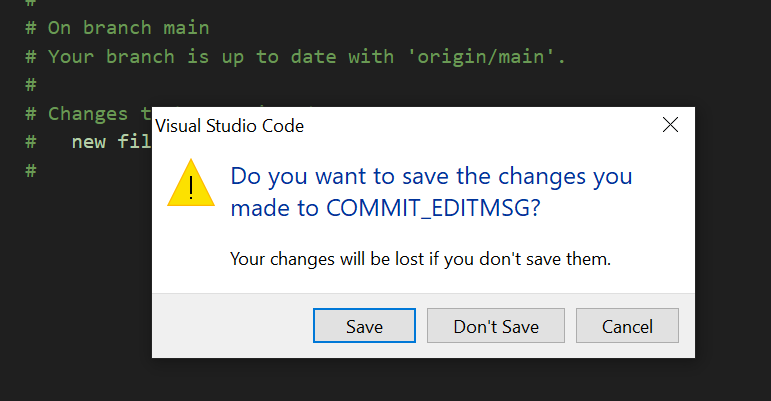 #
# On branch main
# Your branch is up to date with 'origin/main'.
#
# Changes
# new fil
#
Visual Studio Code
Do you want to save the changes you
made to COMMIT_EDITMSG?
Your changes will be lost if you don't save them.
Save
Don't Save
Cancel